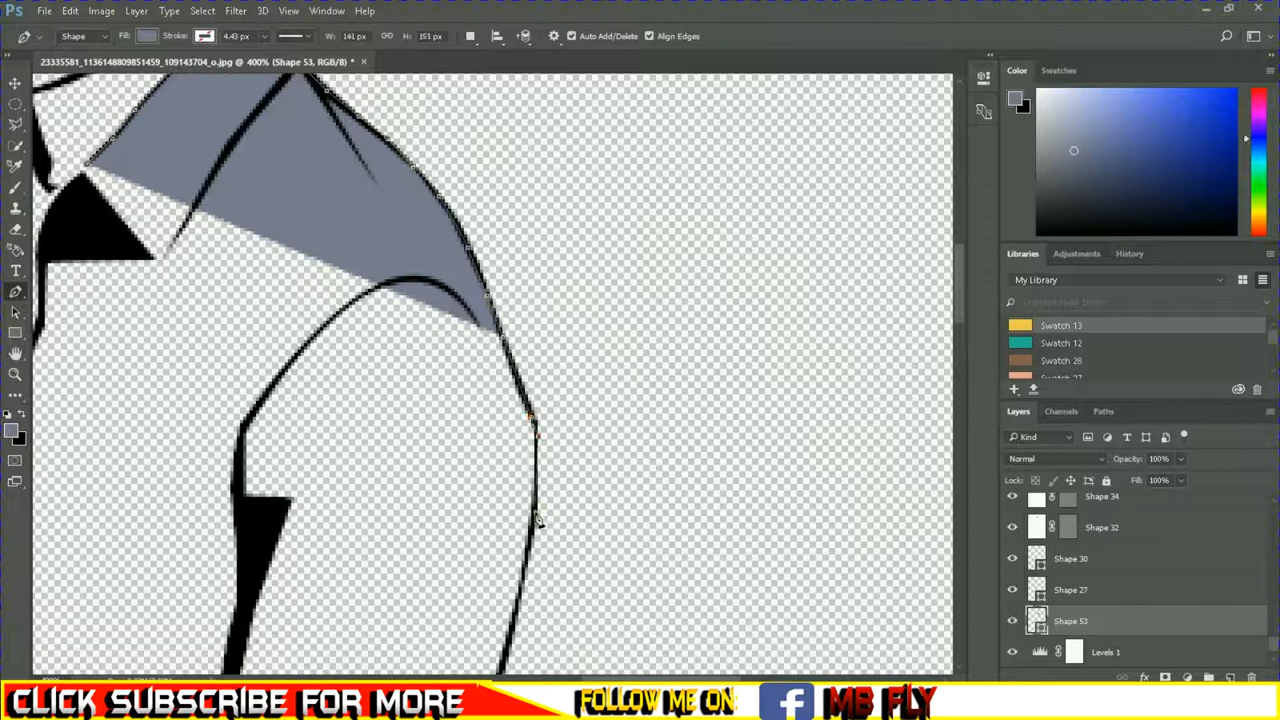 Ps File Edit Image Layer Type Select Filter 3D View Window Help
Shape Fill: Stroke: 4.43 px W: 141 px H: 151 px Auto Add/Delete Align Edges
23335581_1136148809851459_109143704_o.jpg @ 400% (Shape 53, RGB/8) *
Color Swatches
Libraries Adjustments History
My Library
Swatch 13
Swatch 12
Swatch 28
Layers Channels Paths
Kind
Normal Opacity: 100%
Lock: Fill: 100%
Shape 34
Shape 32
Shape 30
Shape 27
Shape 53
Levels 1
CLICK SUBSCRIBE FOR MORE FOLLOW ME ON f MB FLY